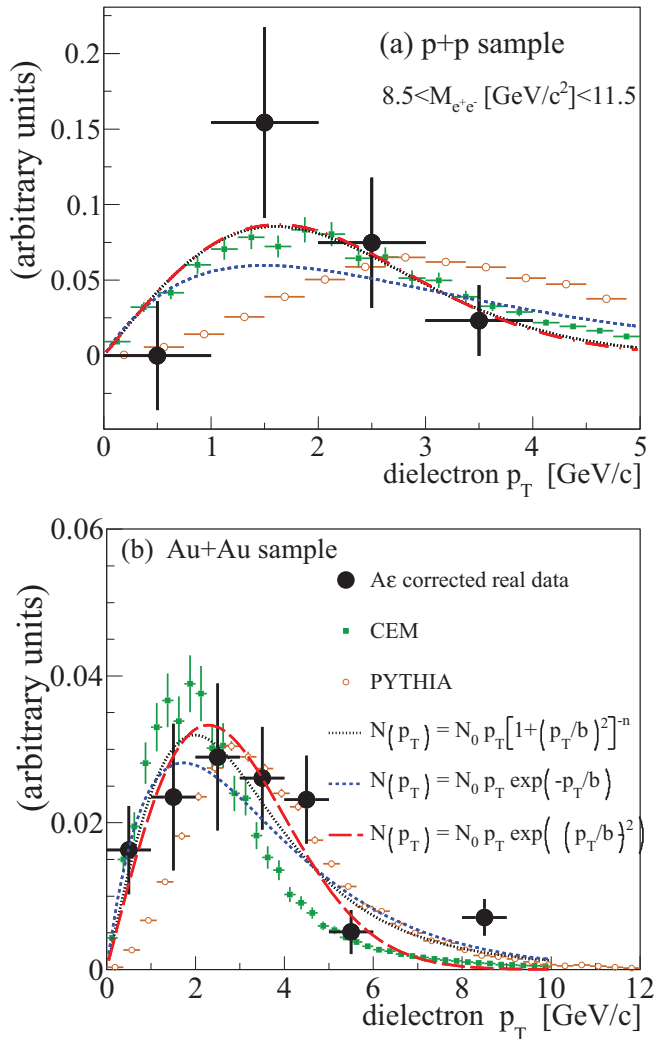 (a) p+p sample
8.5<M_{e^+e^-} [GeV/c^2]<11.5
(arbitrary units)
0.2
0.15
0.1
0.05
0
0 1 2 3 4 5
dielectron p_T [GeV/c]
0.06
(b) Au+Au sample
Aε corrected real data
CEM
PYTHIA
N(p_T) = N_0 p_T[1+(p_T/b)^2]^{-n}
N(p_T) = N_0 p_T exp(-p_T/b)
N(p_T) = N_0 p_T exp( (p_T/b)^2)
(arbitrary units)
0.04
0.02
0
0 2 4 6 8 10 12
dielectron p_T [GeV/c]